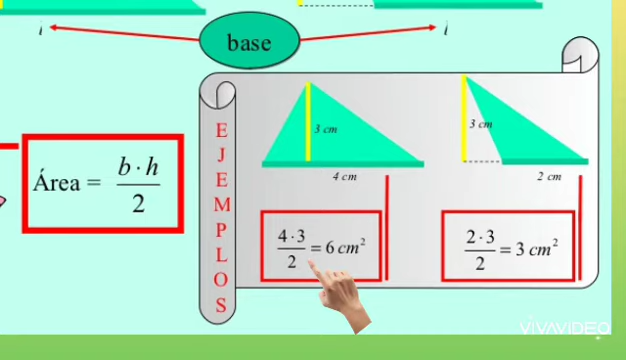 i
base
i
Área = b · h / 2
EJEMPLOS
3 cm
4 cm
4 · 3 / 2 = 6 cm²
3 cm
2 cm
2 · 3 / 2 = 3 cm²
VIVAVIDEO